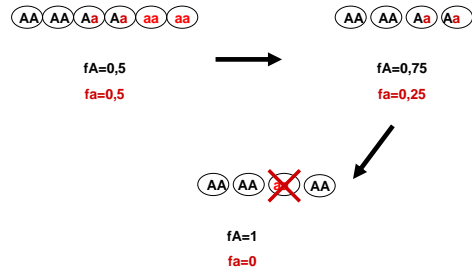 AA AA Aa Aa aa aa
fA=0,5
fa=0,5
AA AA Aa Aa
fA=0,75
fa=0,25
AA AA aa AA
fA=1
fa=0